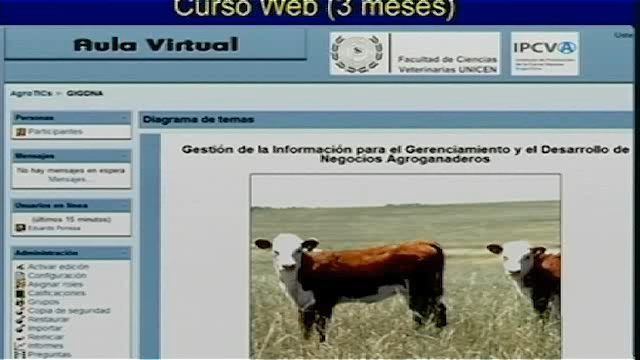 Curso Web (3 meses)
Aula Virtual
Facultad de Ciencias
Veterinarias UNICEN
IPCVA
AgroTICs ► GIGDNA
Personas
Participantes
Mensajes
No hay mensajes en espera
Mensajes...
Usuarios en línea
(últimos 15 minutos)
Eduardo Ponssa
Administración
Activar edición
Configuración
Asignar roles
Calificaciones
Grupos
Copia de seguridad
Restaurar
Importar
Reiniciar
Informes
Preguntas
Diagrama de temas
Gestión de la Información para el Gerenciamiento y el Desarrollo de
Negocios Agroganaderos